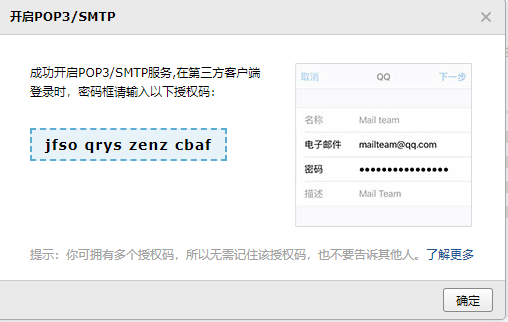 开启POP3/SMTP
成功开启POP3/SMTP服务,在第三方客户端
登录时，密码框请输入以下授权码：
jfso qrys zenz cbaf
取消 QQ 下一步
名称 Mail team
电子邮件 mailteam@qq.com
密码 ●●●●●●●●●●●●●●●●
描述 Mail Team
提示：你可拥有多个授权码，所以无需记住该授权码，也不要告诉其他人。了解更多
确定